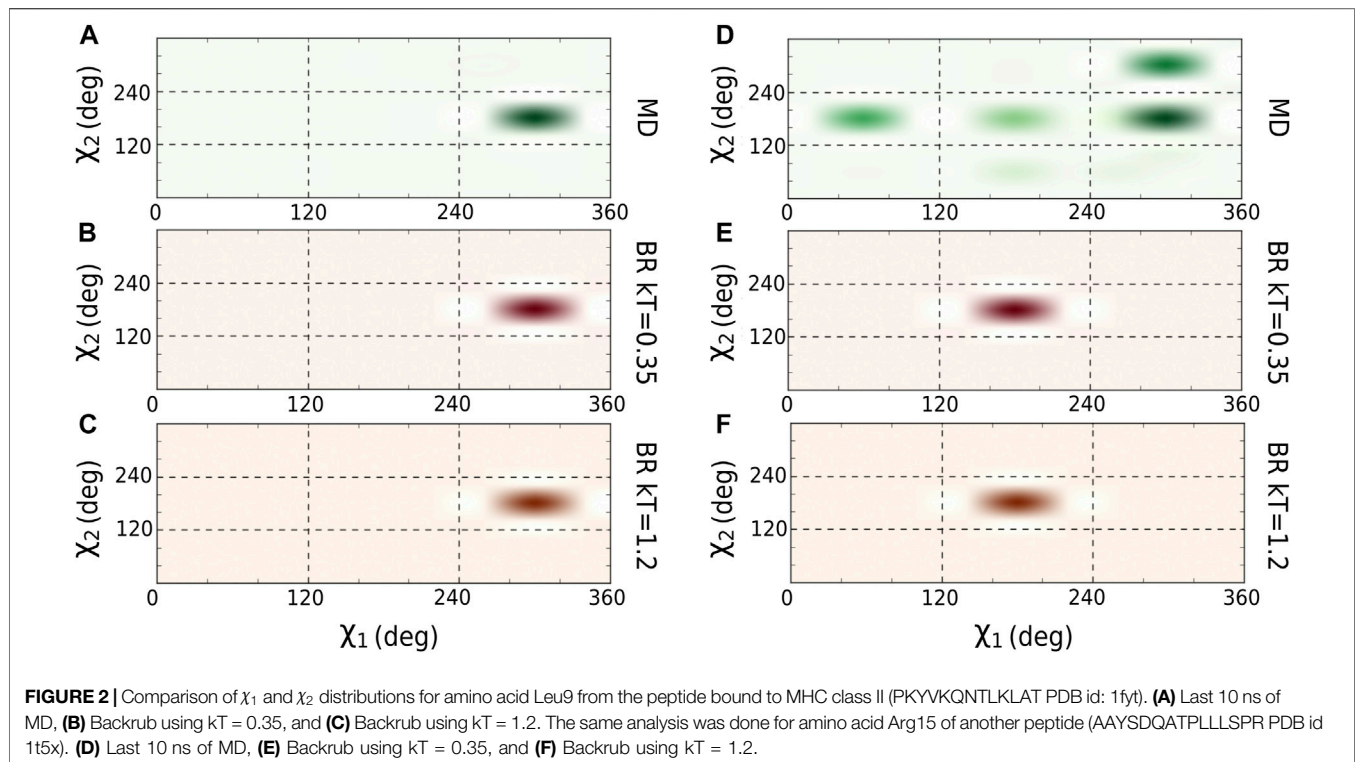 A
χ2 (deg)
240
120
0
120
240
360
MD
B
χ2 (deg)
240
120
0
120
240
360
BR kT=0.35
C
χ2 (deg)
240
120
0
120
240
360
BR kT=1.2
χ1 (deg)
D
χ2 (deg)
240
120
0
120
240
360
MD
E
χ2 (deg)
240
120
0
120
240
360
BR kT=0.35
F
χ2 (deg)
240
120
0
120
240
360
BR kT=1.2
χ1 (deg)
FIGURE 2 | Comparison of χ1 and χ2 distributions for amino acid Leu9 from the peptide bound to MHC class II (PKYVKQNTLKLAT PDB id: 1fyt). (A) Last 10 ns of
MD, (B) Backrub using kT = 0.35, and (C) Backrub using kT = 1.2. The same analysis was done for amino acid Arg15 of another peptide (AAYSDQATPLLLSPR PDB id
1t5x). (D) Last 10 ns of MD, (E) Backrub using kT = 0.35, and (F) Backrub using kT = 1.2.